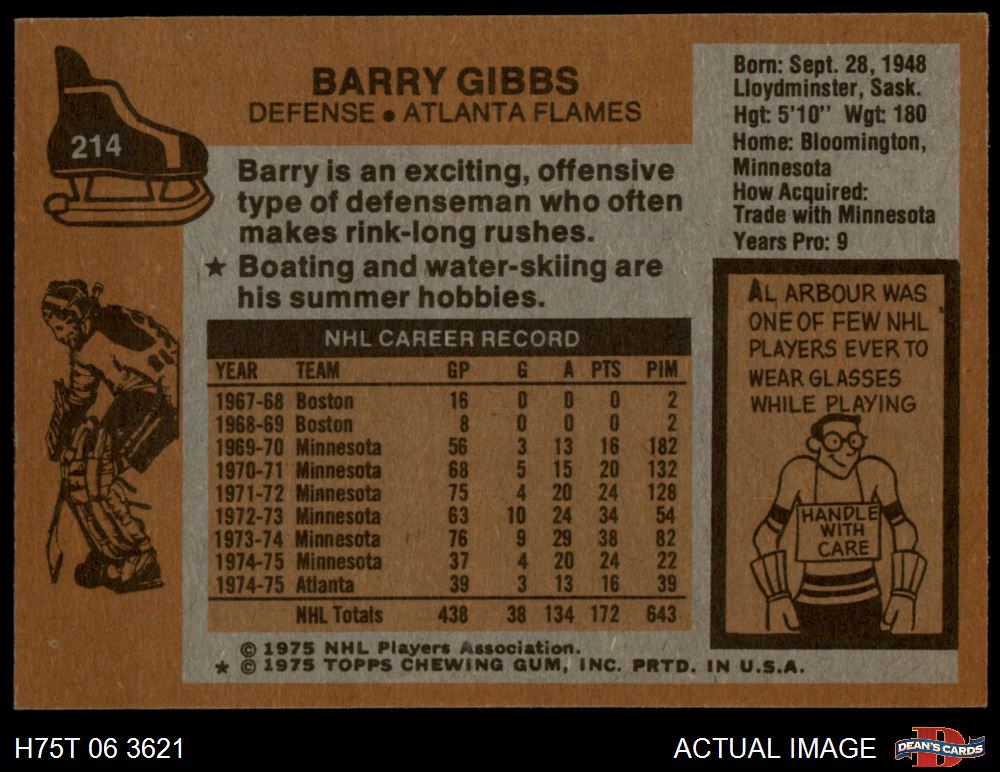 214
BARRY GIBBS
DEFENSE • ATLANTA FLAMES
Barry is an exciting, offensive
type of defenseman who often
makes rink-long rushes.
★ Boating and water-skiing are
his summer hobbies.
Born: Sept. 28, 1948
Lloydminster, Sask.
Hgt: 5'10" Wgt: 180
Home: Bloomington,
Minnesota
How Acquired:
Trade with Minnesota
Years Pro: 9
NHL CAREER RECORD
YEAR TEAM GP G A PTS PIM
1967-68 Boston 16 0 0 0 2
1968-69 Boston 8 0 0 0 2
1969-70 Minnesota 56 3 13 16 182
1970-71 Minnesota 68 5 15 20 132
1971-72 Minnesota 75 4 20 24 128
1972-73 Minnesota 63 10 24 34 54
1973-74 Minnesota 76 9 29 38 82
1974-75 Minnesota 37 4 20 24 22
1974-75 Atlanta 39 3 13 16 39
NHL Totals 438 38 134 172 643
AL ARBOUR WAS
ONE OF FEW NHL
PLAYERS EVER TO
WEAR GLASSES
WHILE PLAYING
HANDLE
WITH
CARE
© 1975 NHL Players Association.
★ © 1975 TOPPS CHEWING GUM, INC. PRTD. IN U.S.A.
H75T 06 3621
ACTUAL IMAGE
D
DEAN'S CARDS